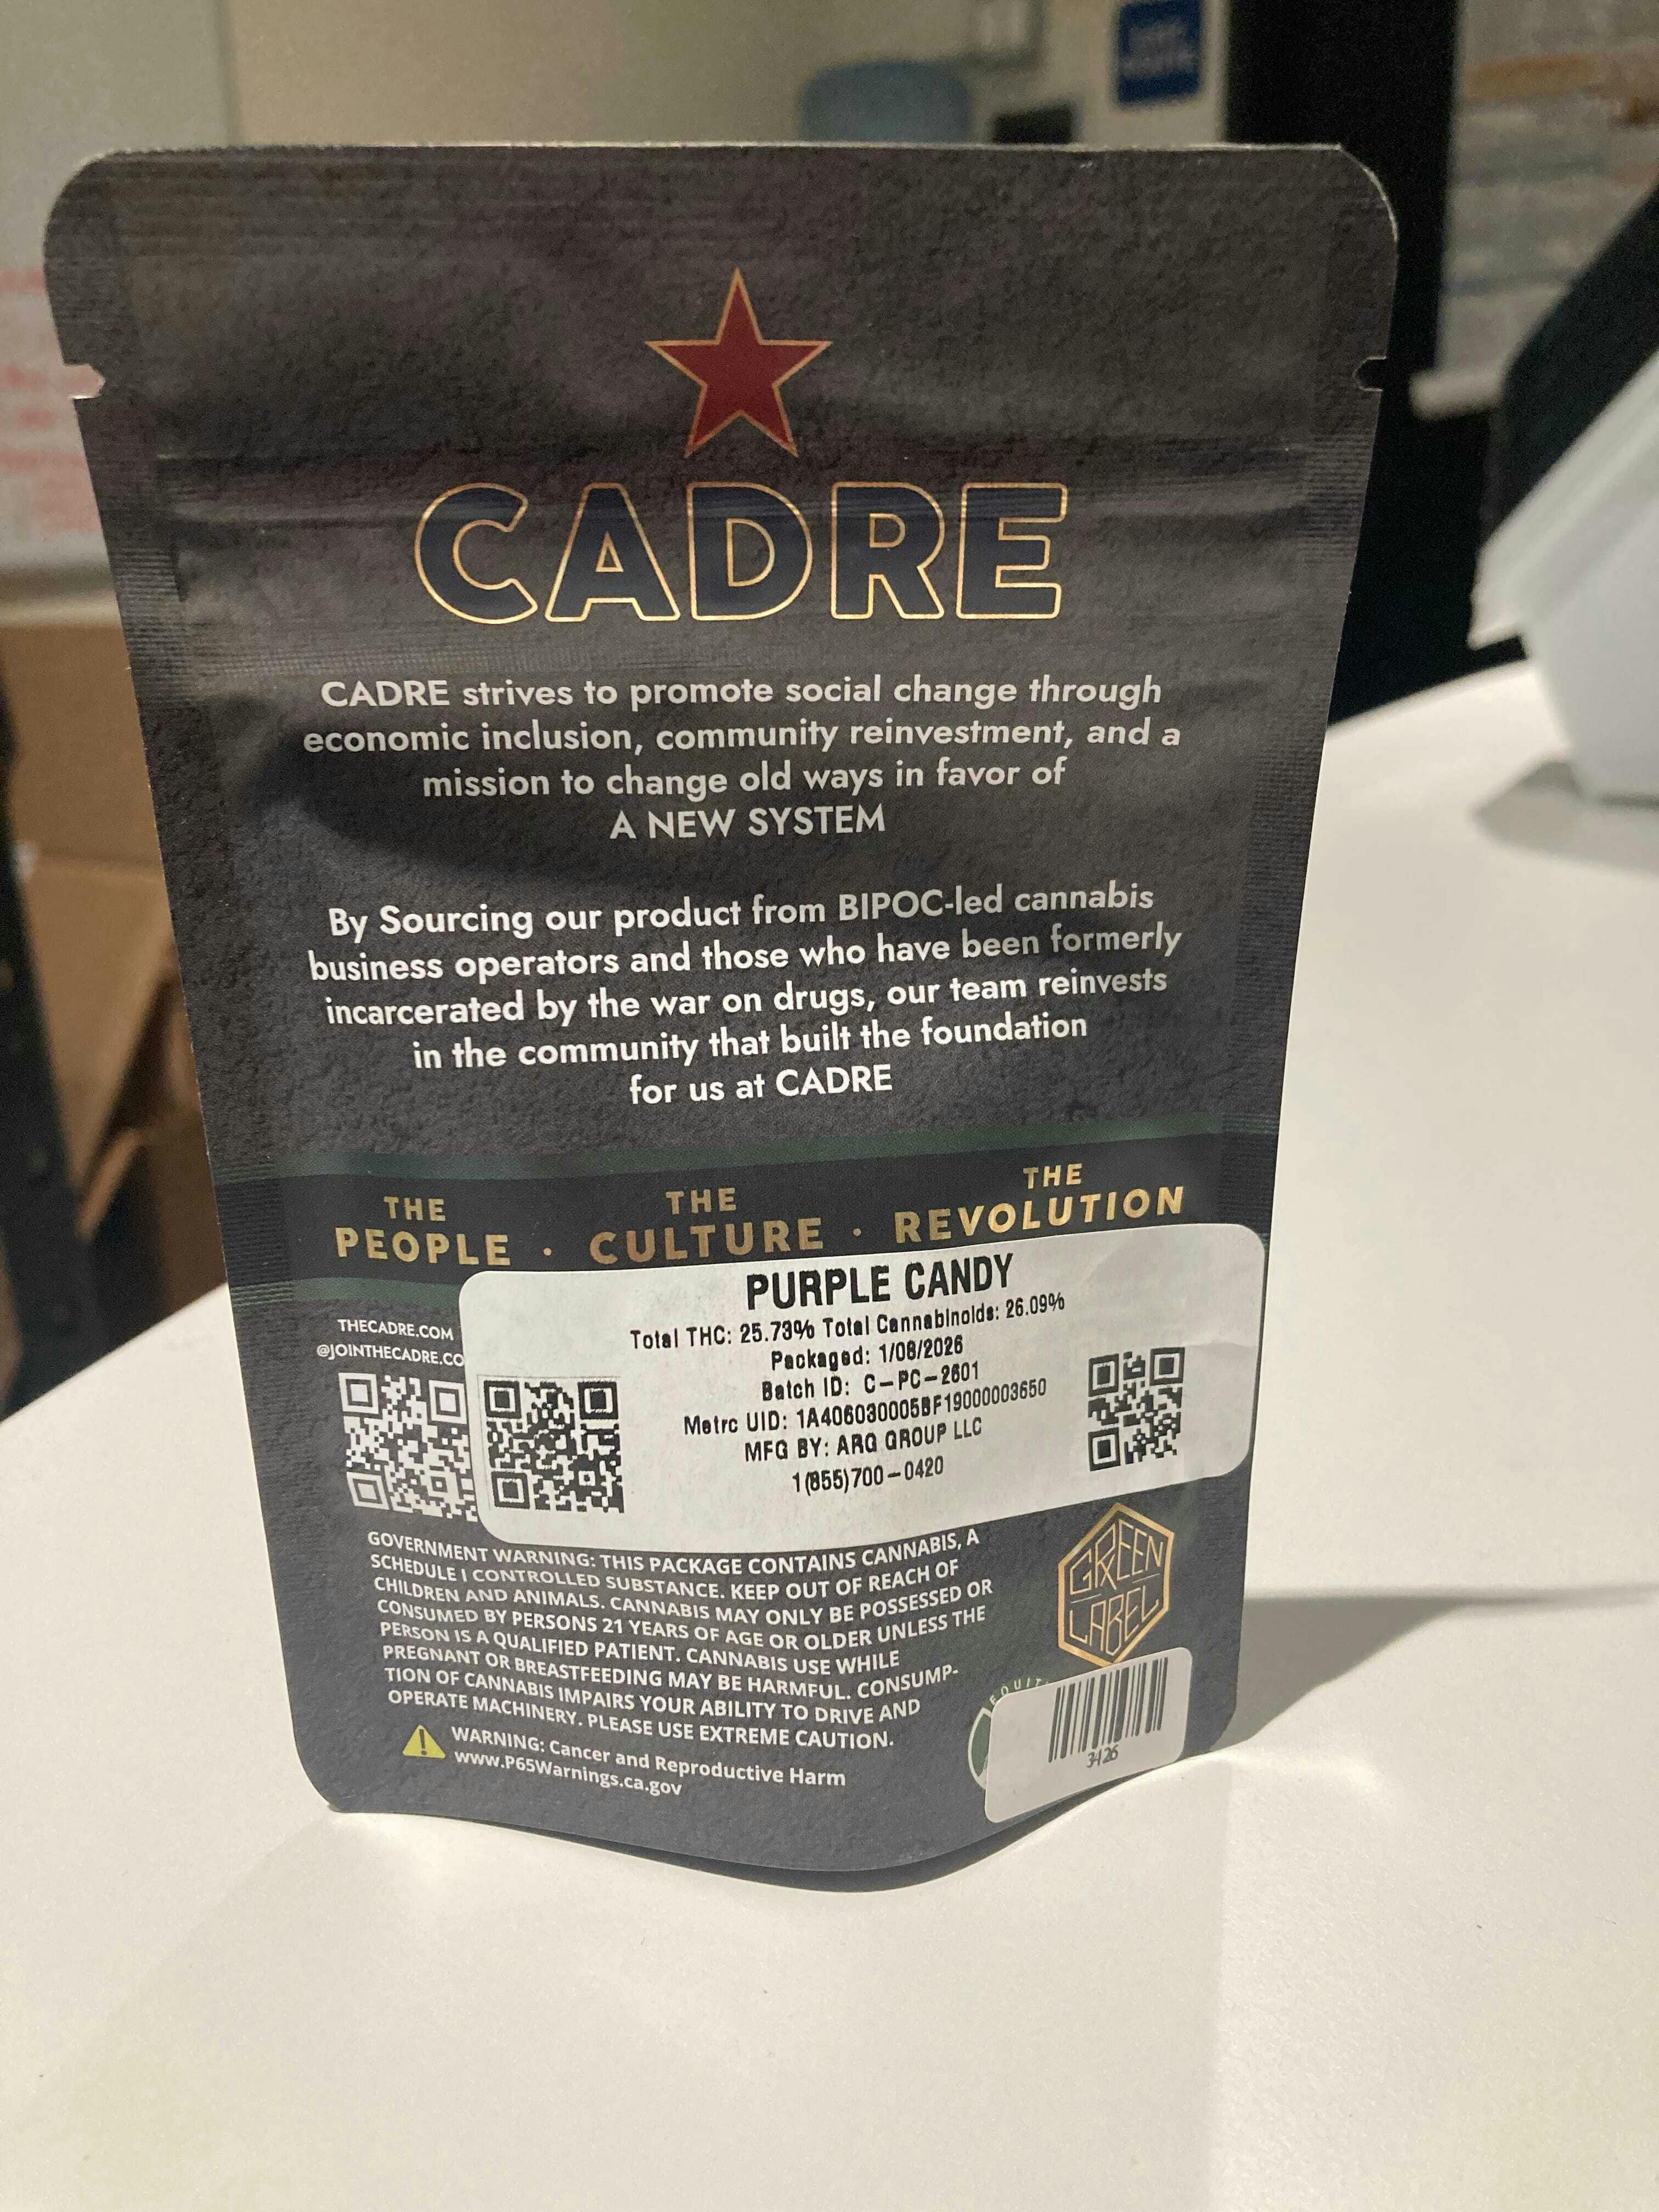 CADRE
CADRE strives to promote social change through
economic inclusion, community reinvestment, and a
mission to change old ways in favor of
A NEW SYSTEM
By Sourcing our product from BIPOC-led cannabis
business operators and those who have been formerly
incarcerated by the war on drugs, our team reinvests
in the community that built the foundation
for us at CADRE
THE PEOPLE · THE CULTURE · THE REVOLUTION
THECADRE.COM
@JOINTHECADRE.CO
PURPLE CANDY
Total THC: 25.73% Total Cannabinoids: 26.09%
Packaged: 1/08/2026
Batch ID: C-PC-2601
Metrc UID: 1A406030005BF19000003650
MFG BY: ARG GROUP LLC
1(855)700-0420
GOVERNMENT WARNING: THIS PACKAGE CONTAINS CANNABIS, A
SCHEDULE I CONTROLLED SUBSTANCE. KEEP OUT OF REACH OF
CHILDREN AND ANIMALS. CANNABIS MAY ONLY BE POSSESSED OR
CONSUMED BY PERSONS 21 YEARS OF AGE OR OLDER UNLESS THE
PERSON IS A QUALIFIED PATIENT. CANNABIS USE WHILE
PREGNANT OR BREASTFEEDING MAY BE HARMFUL. CONSUMP-
TION OF CANNABIS IMPAIRS YOUR ABILITY TO DRIVE AND
OPERATE MACHINERY. PLEASE USE EXTREME CAUTION.
WARNING: Cancer and Reproductive Harm
www.P65Warnings.ca.gov
GREEN
LABEL
3426